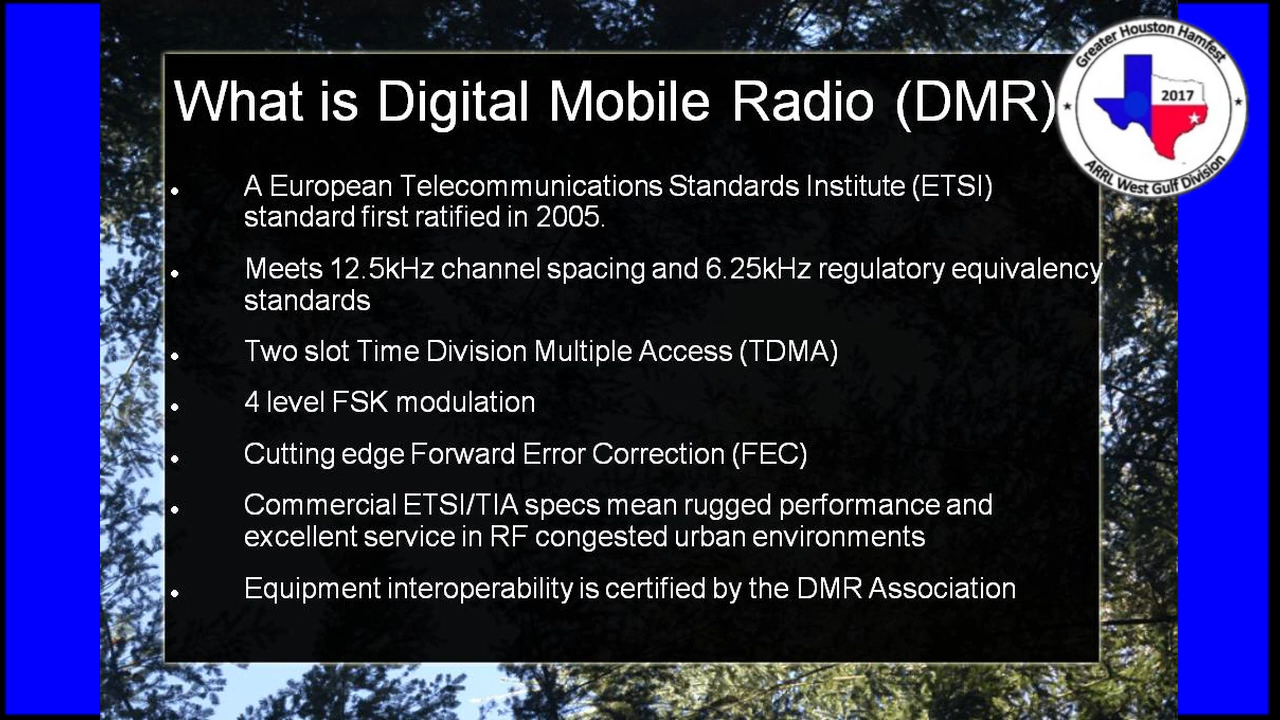 What is Digital Mobile Radio (DMR)
Greater Houston Hamfest
2017
ARRL West Gulf Division
• A European Telecommunications Standards Institute (ETSI)
standard first ratified in 2005.
• Meets 12.5kHz channel spacing and 6.25kHz regulatory equivalency
standards
• Two slot Time Division Multiple Access (TDMA)
• 4 level FSK modulation
• Cutting edge Forward Error Correction (FEC)
• Commercial ETSI/TIA specs mean rugged performance and
excellent service in RF congested urban environments
• Equipment interoperability is certified by the DMR Association